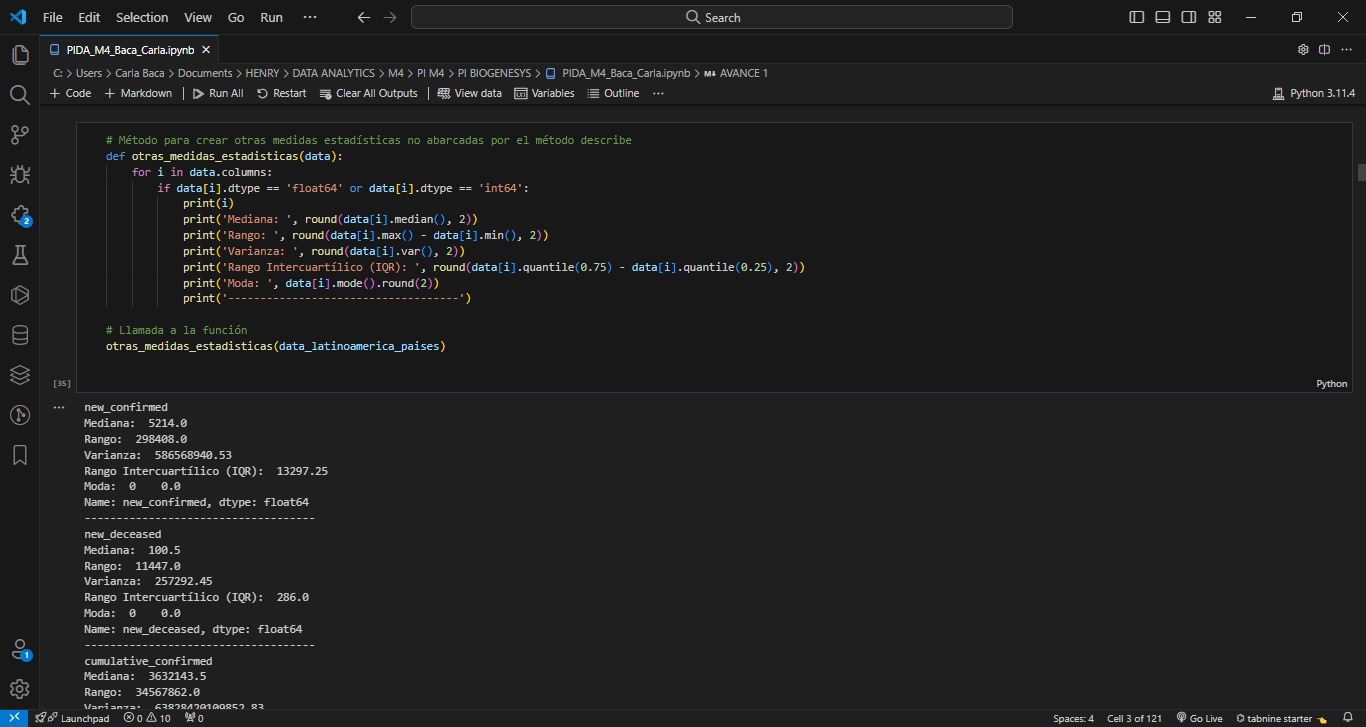 File Edit Selection View Go Run ··· Search
PIDA_M4_Baca_Carla.ipynb
C: > Users > Carla Baca > Documents > HENRY > DATA ANALYTICS > M4 > PI M4 > PI BIOGENESYS > PIDA_M4_Baca_Carla.ipynb > M↓ AVANCE 1
+ Code + Markdown | Run All Restart Clear All Outputs | View data Variables Outline ··· Python 3.11.4
# Método para crear otras medidas estadísticas no abarcadas por el método describe
def otras_medidas_estadisticas(data):
    for i in data.columns:
        if data[i].dtype == 'float64' or data[i].dtype == 'int64':
            print(i)
            print('Mediana: ', round(data[i].median(), 2))
            print('Rango: ', round(data[i].max() - data[i].min(), 2))
            print('Varianza: ', round(data[i].var(), 2))
            print('Rango Intercuartílico (IQR): ', round(data[i].quantile(0.75) - data[i].quantile(0.25), 2))
            print('Moda: ', data[i].mode().round(2))
            print('------------------------------------')
# Llamada a la función
otras_medidas_estadisticas(data_latinoamerica_paises)
[35] Python
··· new_confirmed
Mediana:  5214.0
Rango:  298408.0
Varianza:  586568940.53
Rango Intercuartílico (IQR):  13297.25
Moda:  0    0.0
Name: new_confirmed, dtype: float64
------------------------------------
new_deceased
Mediana:  100.5
Rango:  11447.0
Varianza:  257292.45
Rango Intercuartílico (IQR):  286.0
Moda:  0    0.0
Name: new_deceased, dtype: float64
------------------------------------
cumulative_confirmed
Mediana:  3632143.5
Rango:  34567862.0
Varianza:  63828420109852.83
2
1
Launchpad 0 10 0 Spaces: 4 Cell 3 of 121 Go Live tabnine starter